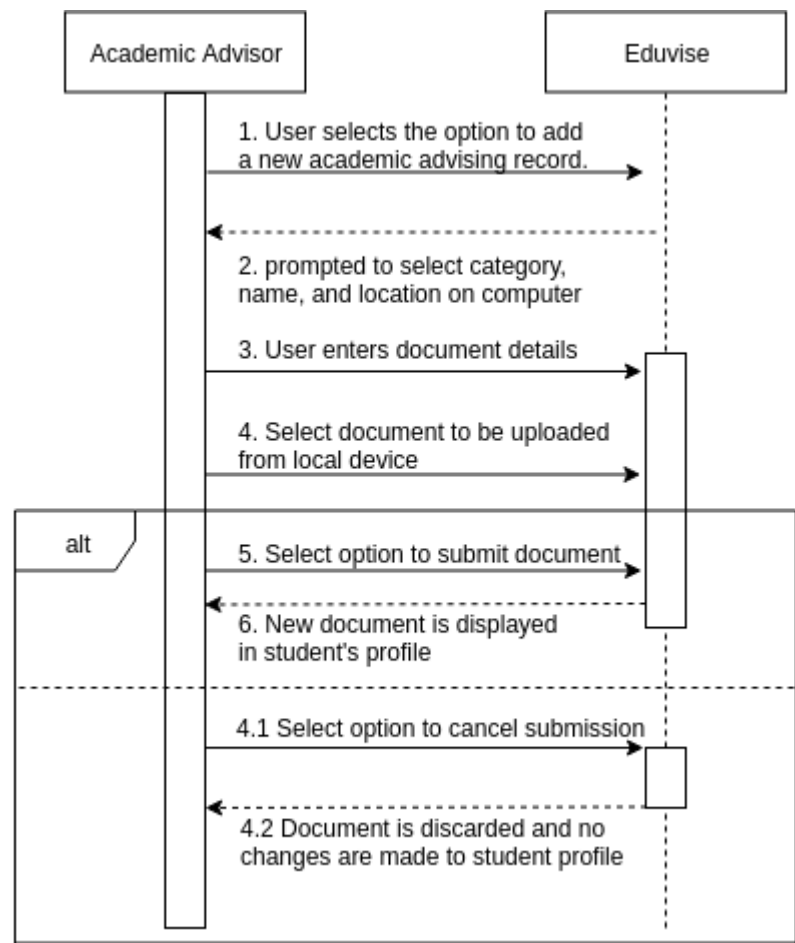 Academic Advisor
Eduvise
1. User selects the option to add
a new academic advising record.
2. prompted to select category,
name, and location on computer
3. User enters document details
4. Select document to be uploaded
from local device
alt
5. Select option to submit document
6. New document is displayed
in student's profile
4.1 Select option to cancel submission
4.2 Document is discarded and no
changes are made to student profile